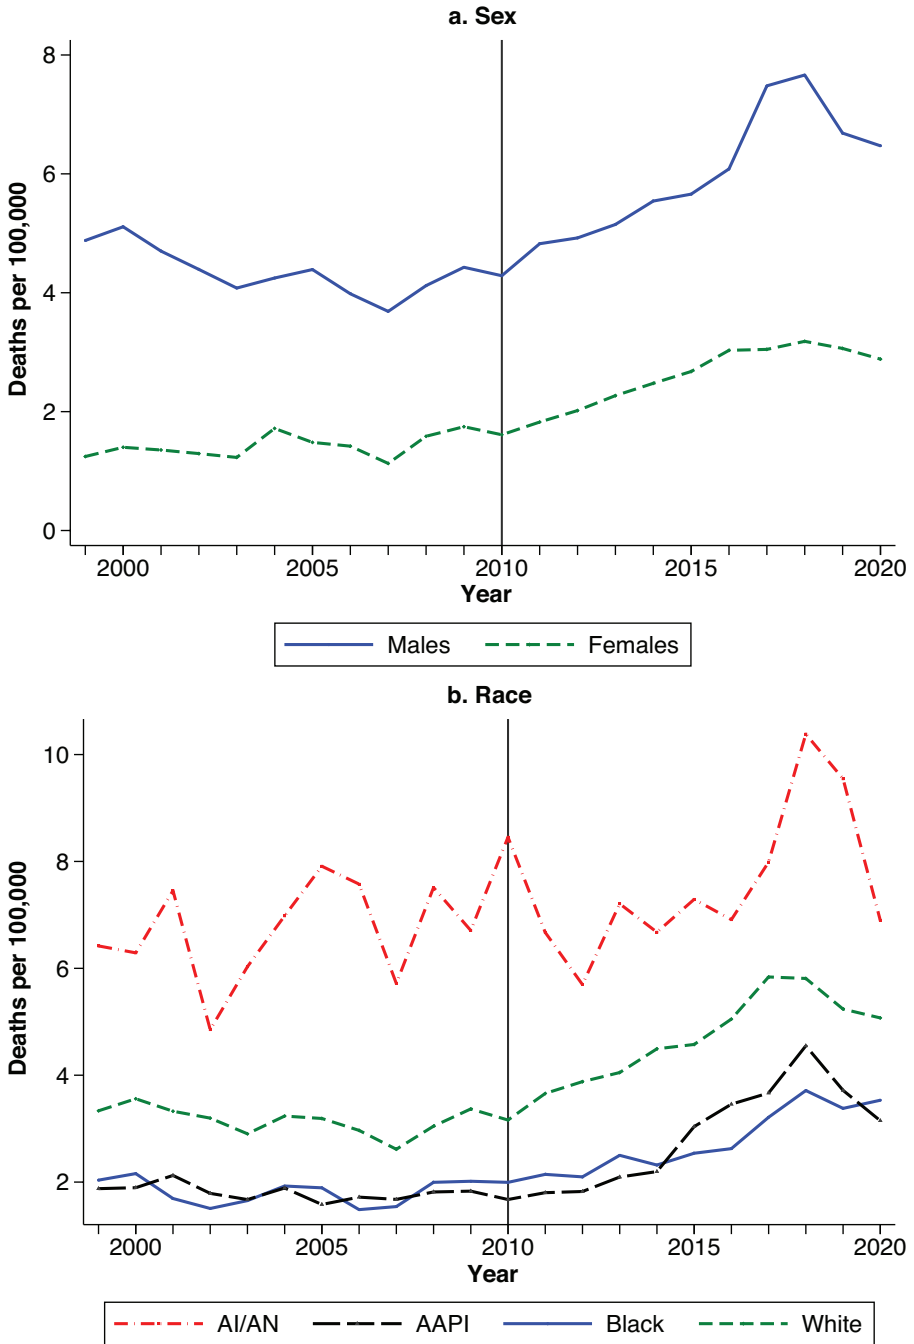 a. Sex
8
6
4
2
0
Deaths per 100,000
2000 2005 2010 2015 2020
Year
Males Females
b. Race
10
8
6
4
2
Deaths per 100,000
2000 2005 2010 2015 2020
Year
AI/AN AAPI Black White